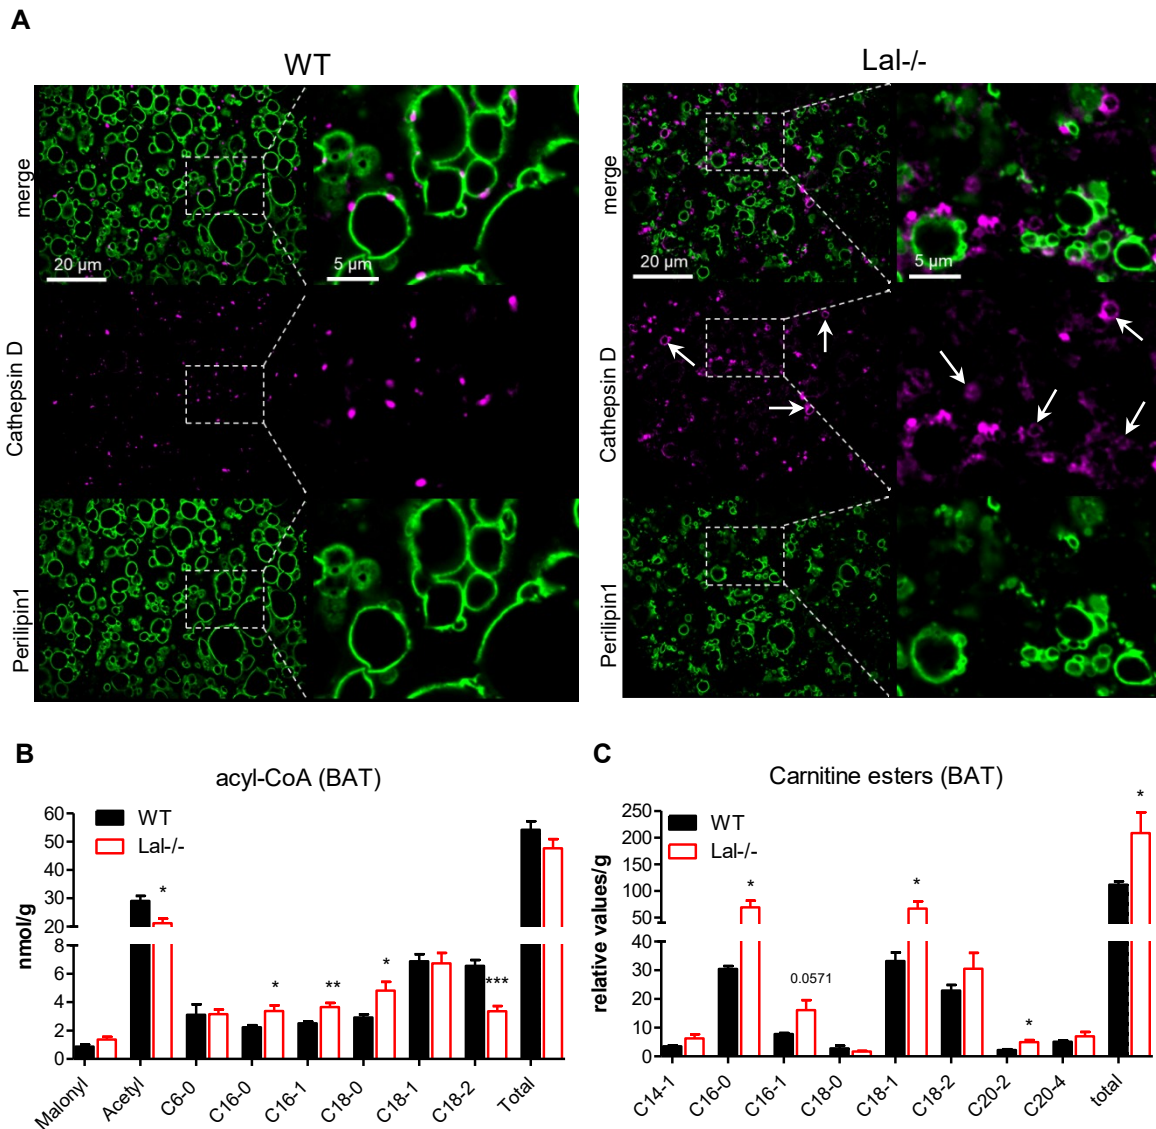 A
WT
Lal-/-
merge
20 µm
5 µm
merge
20 µm
5 µm
Cathepsin D
Cathepsin D
Perilipin1
Perilipin1
B
acyl-CoA (BAT)
WT
Lal-/-
nmol/g
60
50
40
30
20
8
6
4
2
0
*
*
**
*
***
Malonyl
Acetyl
C6-0
C16-0
C16-1
C18-0
C18-1
C18-2
Total
C
Carnitine esters (BAT)
WT
Lal-/-
relative values/g
250
200
150
100
50
40
30
20
10
0
*
0.0571
*
*
*
C14-1
C16-0
C16-1
C18-0
C18-1
C18-2
C20-2
C20-4
total